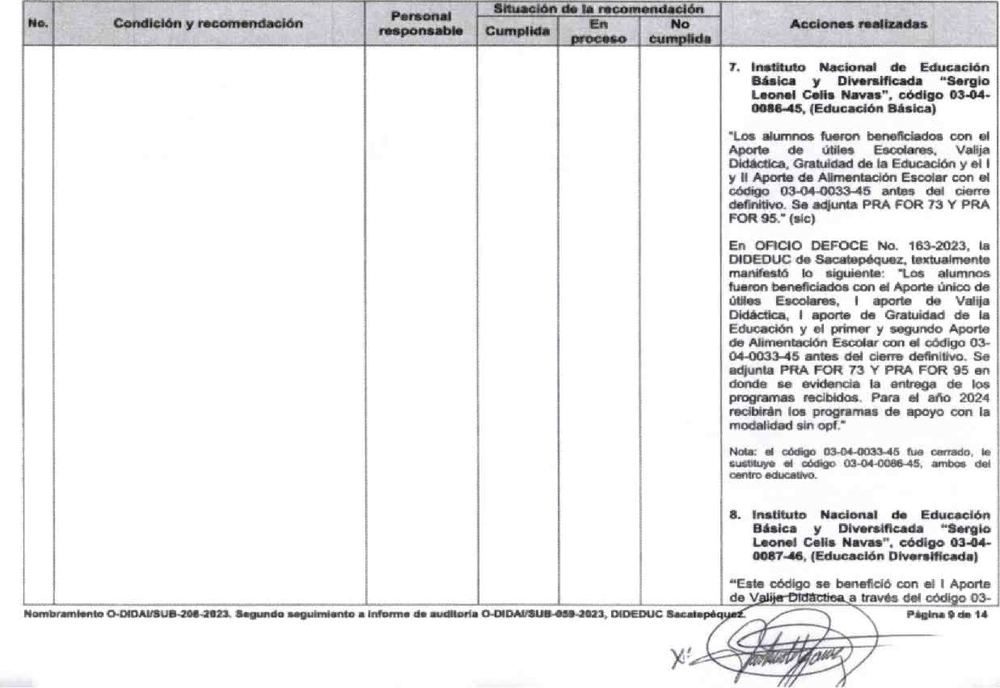 No.
Condición y recomendación
Personal
responsable
Situación de la recomendación
Cumplida
En
proceso
No
cumplida
Acciones realizadas
7. Instituto Nacional de Educación
Básica y Diversificada “Sergio
Leonel Celis Navas”, código 03-04-
0086-45, (Educación Básica)
"Los alumnos fueron beneficiados con el
Aporte de útiles Escolares, Valija
Didáctica, Gratuidad de la Educación y el I
y II Aporte de Alimentación Escolar con el
código 03-04-0033-45 antes del cierre
definitivo. Se adjunta PRA FOR 73 Y PRA
FOR 95." (sic)
En OFICIO DEFOCE No. 163-2023, la
DIDEDUC de Sacatepéquez, textualmente
manifestó lo siguiente: "Los alumnos
fueron beneficiados con el Aporte único de
útiles Escolares, I aporte de Valija
Didáctica, I aporte de Gratuidad de la
Educación y el primer y segundo Aporte
de Alimentación Escolar con el código 03-
04-0033-45 antes del cierre definitivo. Se
adjunta PRA FOR 73 Y PRA FOR 95 en
donde se evidencia la entrega de los
programas recibidos. Para el año 2024
recibirán los programas de apoyo con la
modalidad sin opf."
Nota: el código 03-04-0033-45 fue cerrado, le
sustituye el código 03-04-0086-45, ambos del
centro educativo.
8. Instituto Nacional de Educación
Básica y Diversificada “Sergio
Leonel Celis Navas”, código 03-04-
0087-46, (Educación Diversificada)
“Este código se benefició con el I Aporte
de Valija Didáctica a través del código 03-
Nombramiento O-DIDAI/SUB-208-2023. Segundo seguimiento a informe de auditoría O-DIDAI/SUB-059-2023, DIDEDUC Sacatepéquez.
Página 9 de 14